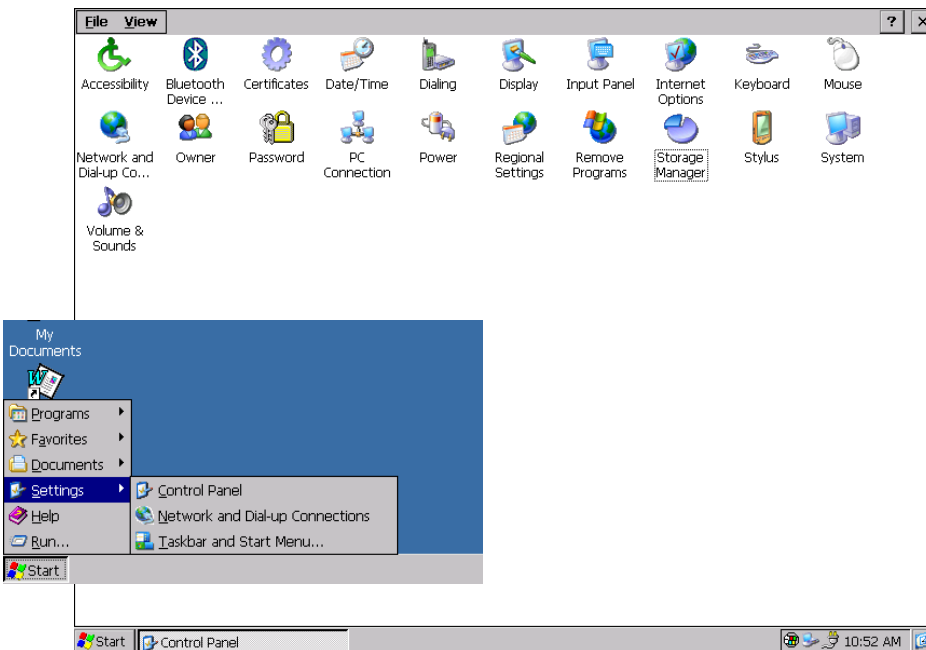 File View ? ×
Accessibility Bluetooth Certificates Date/Time Dialing Display Input Panel Internet Keyboard Mouse
Device ... Options
Network and Owner Password PC Power Regional Remove Storage Stylus System
Dial-up Co... Connection Settings Programs Manager
Volume &
Sounds
My
Documents
Programs
Favorites
Documents
Settings Control Panel
Help Network and Dial-up Connections
Run... Taskbar and Start Menu...
Start
Start Control Panel 10:52 AM